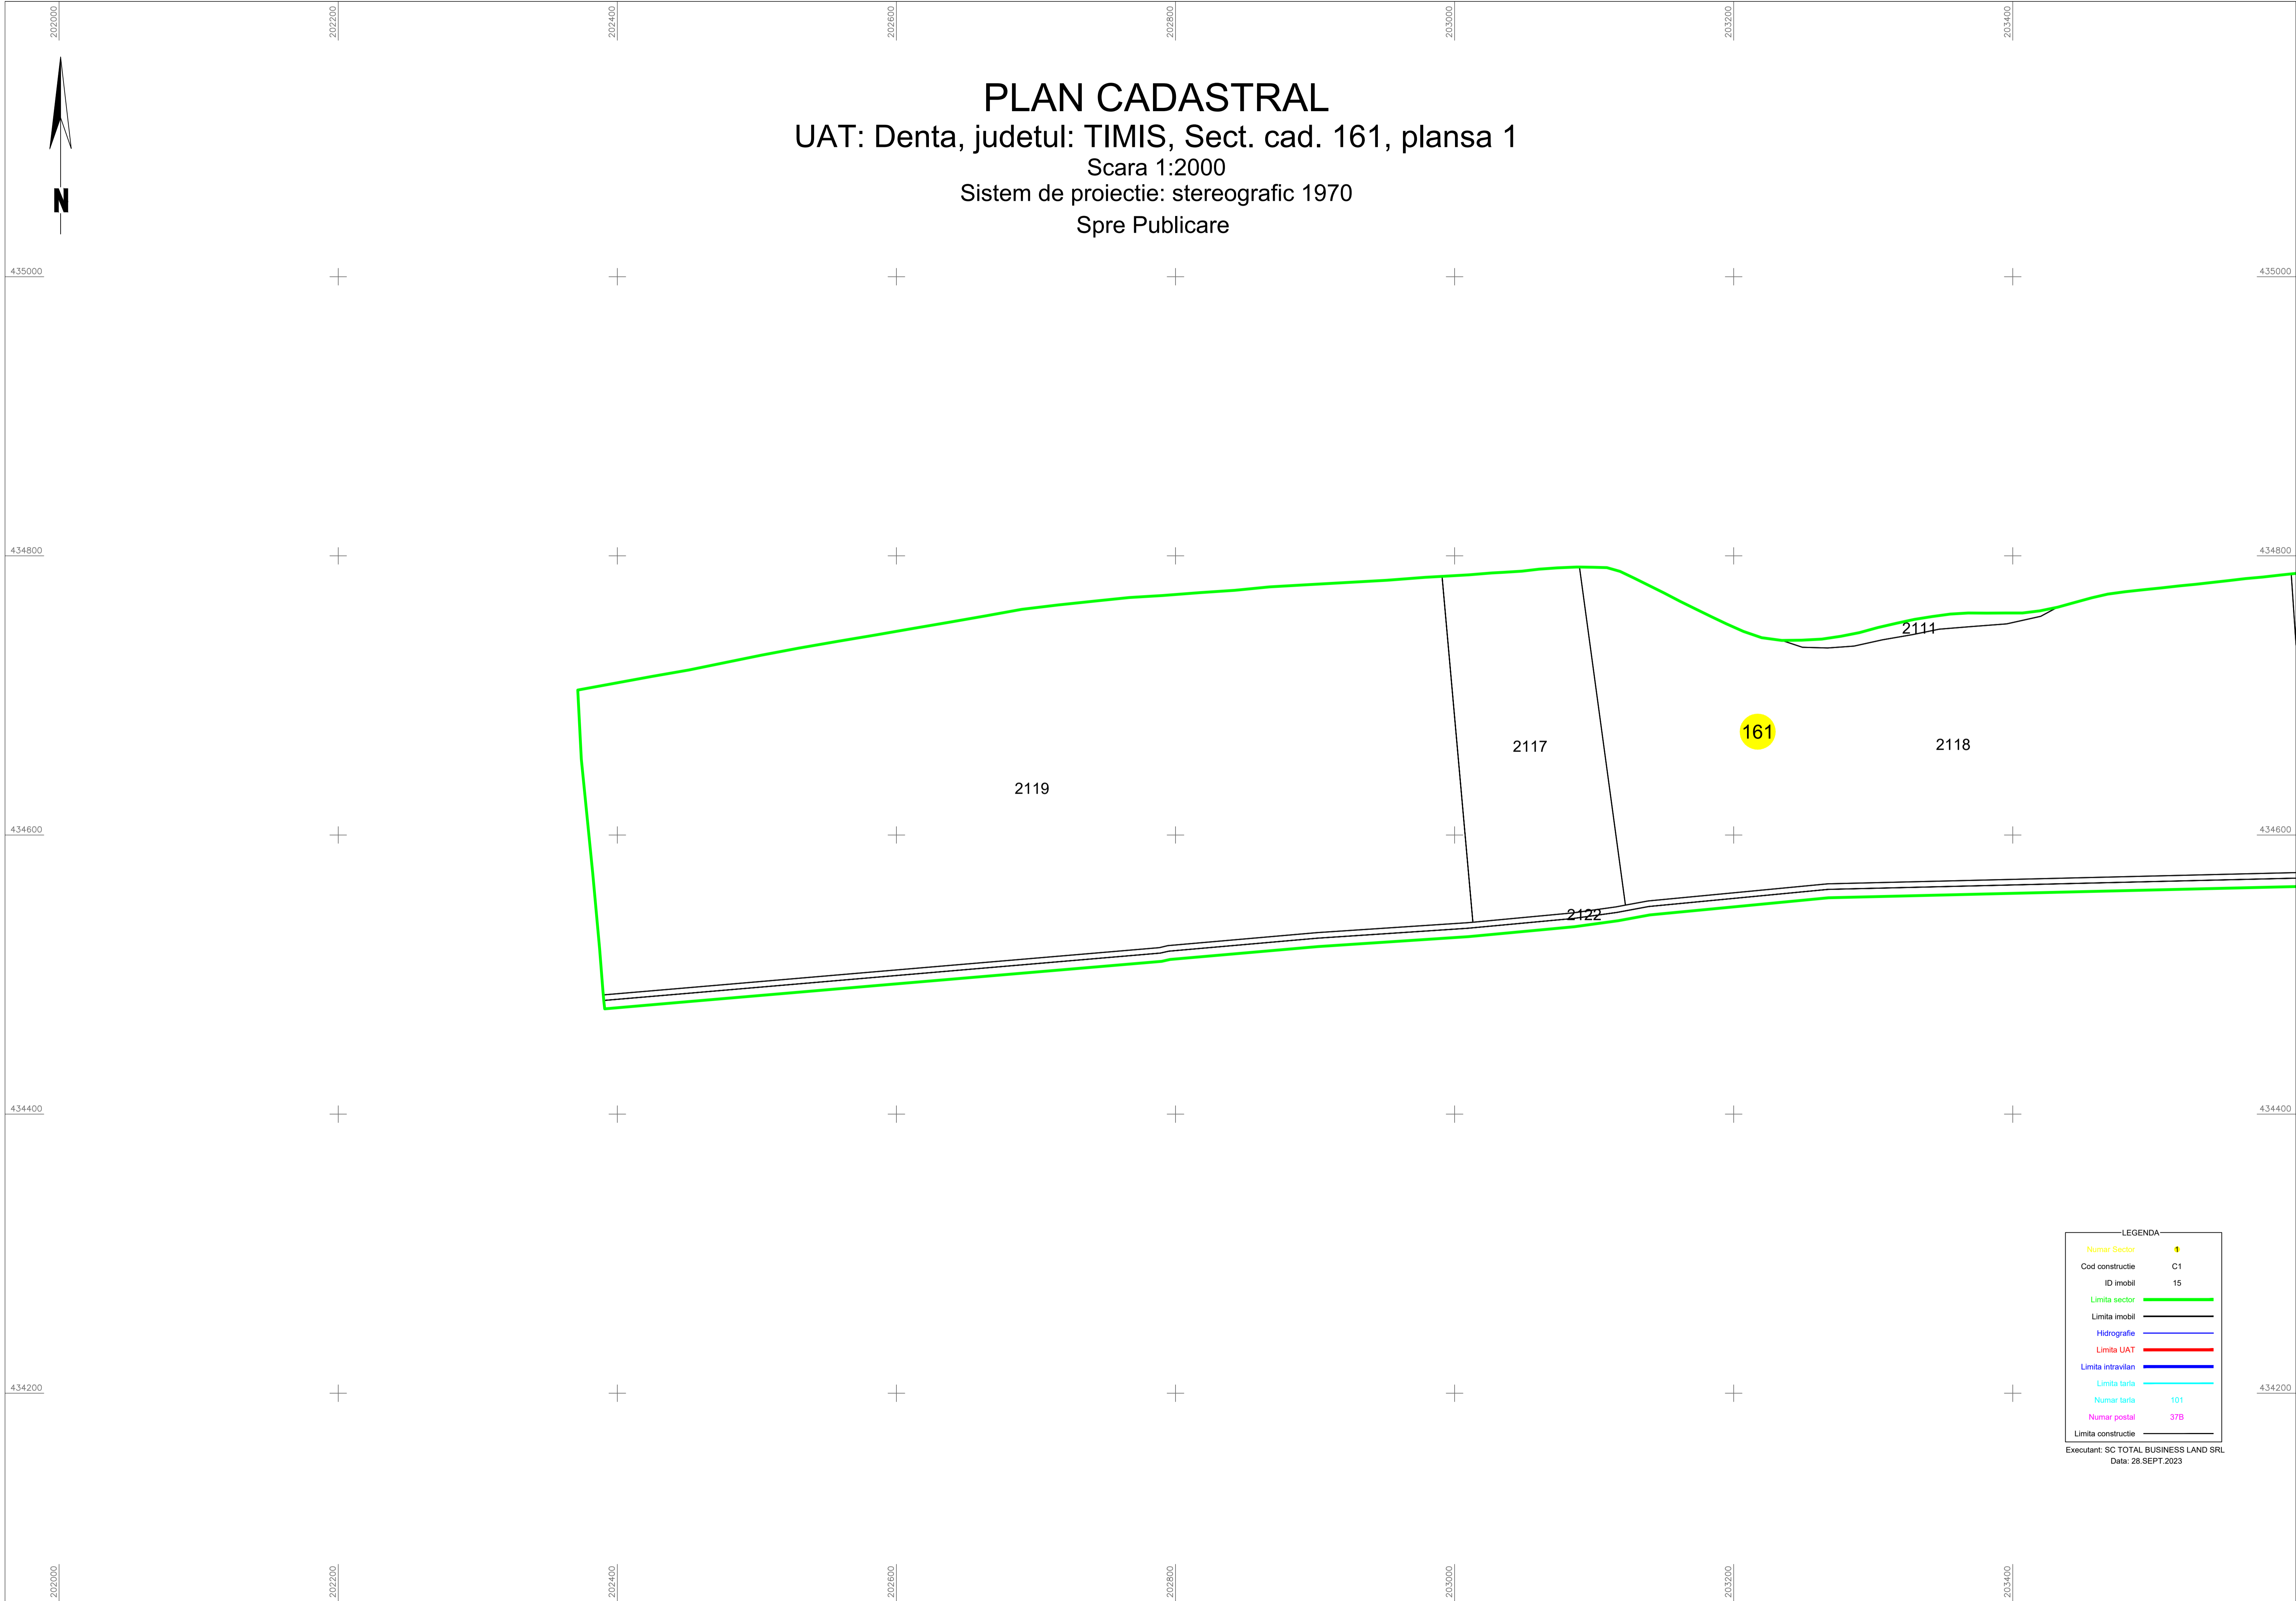 202000 202200 202400 202600 202800 203000 203200 203400
N
PLAN CADASTRAL
UAT: Denta, judetul: TIMIS, Sect. cad. 161, plansa 1
Scara 1:2000
Sistem de proiectie: stereografic 1970
Spre Publicare
435000 435000
434800 434800
2111
161
2117 2118
2119
434600 434600
2122
434400 434400
LEGENDA
Numar Sector 1
Cod constructie C1
ID imobil 15
Limita sector
Limita imobil
Hidrografie
Limita UAT
Limita intravilan
Limita tarla
434200 434200
Numar tarla 101
Numar postal 37B
Limita constructie
Executant: SC TOTAL BUSINESS LAND SRL
Data: 28.SEPT.2023
202000 202200 202400 202600 202800 203000 203200 203400